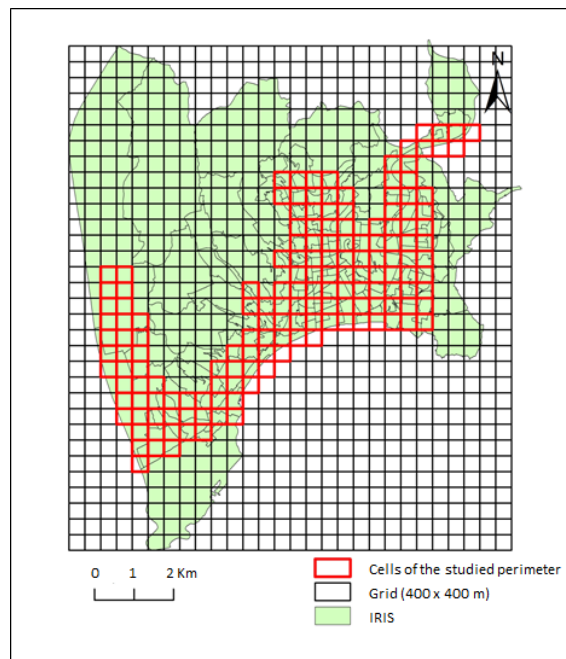 N
0 1 2 Km
Cells of the studied perimeter
Grid (400 x 400 m)
IRIS